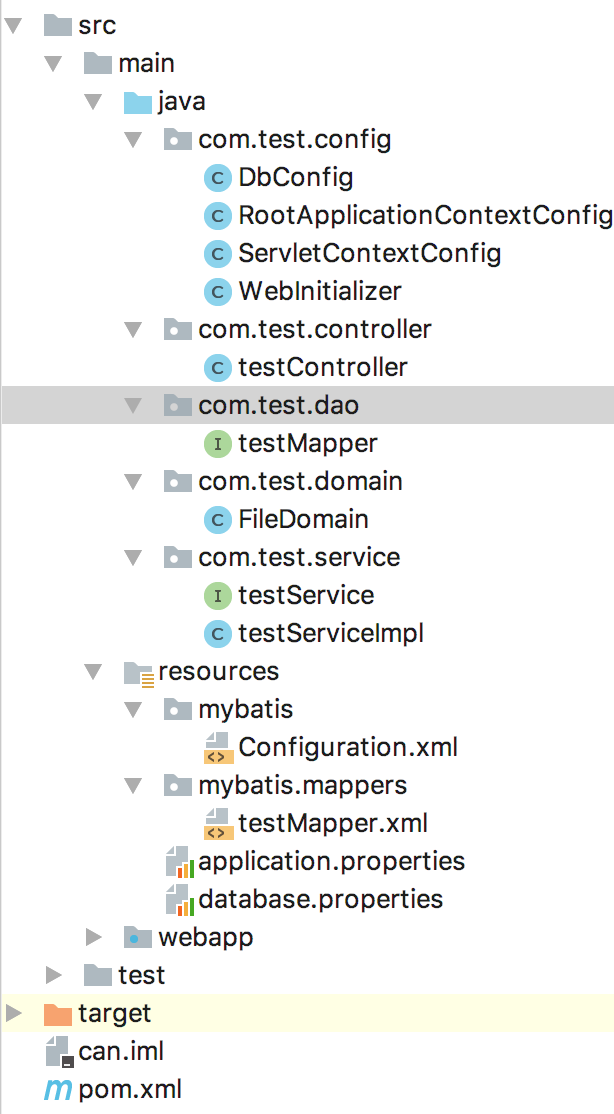 src
main
java
com.test.config
DbConfig
RootApplicationContextConfig
ServletContextConfig
WebInitializer
com.test.controller
testController
com.test.dao
testMapper
com.test.domain
FileDomain
com.test.service
testService
testServiceImpl
resources
mybatis
Configuration.xml
mybatis.mappers
testMapper.xml
application.properties
database.properties
webapp
test
target
can.iml
pom.xml